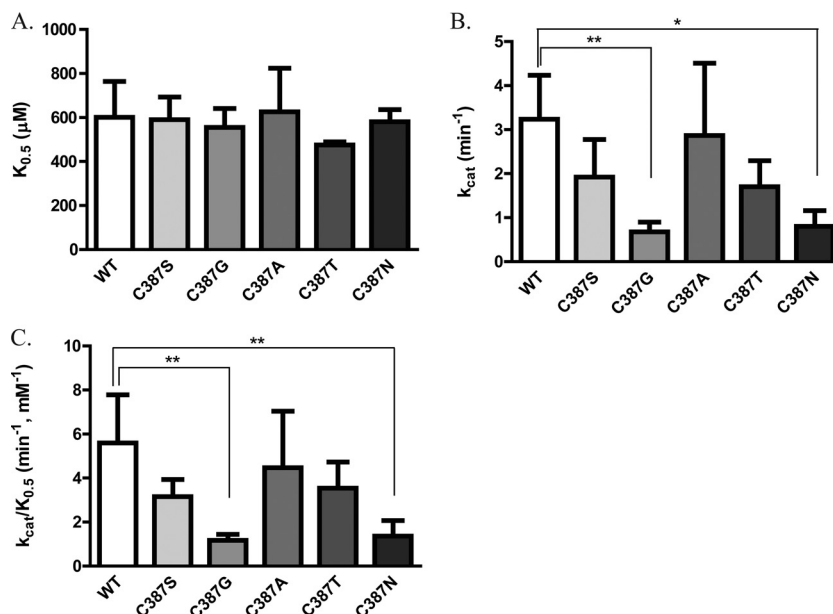 A.
K0.5 (μM)
1000
800
600
400
200
0
WT
C387S
C387G
C387A
C387T
C387N
B.
kcat (min-1)
5
4
3
2
1
0
**
*
WT
C387S
C387G
C387A
C387T
C387N
C.
kcat/K0.5 (min-1, mM-1)
10
8
6
4
2
0
**
**
WT
C387S
C387G
C387A
C387T
C387N